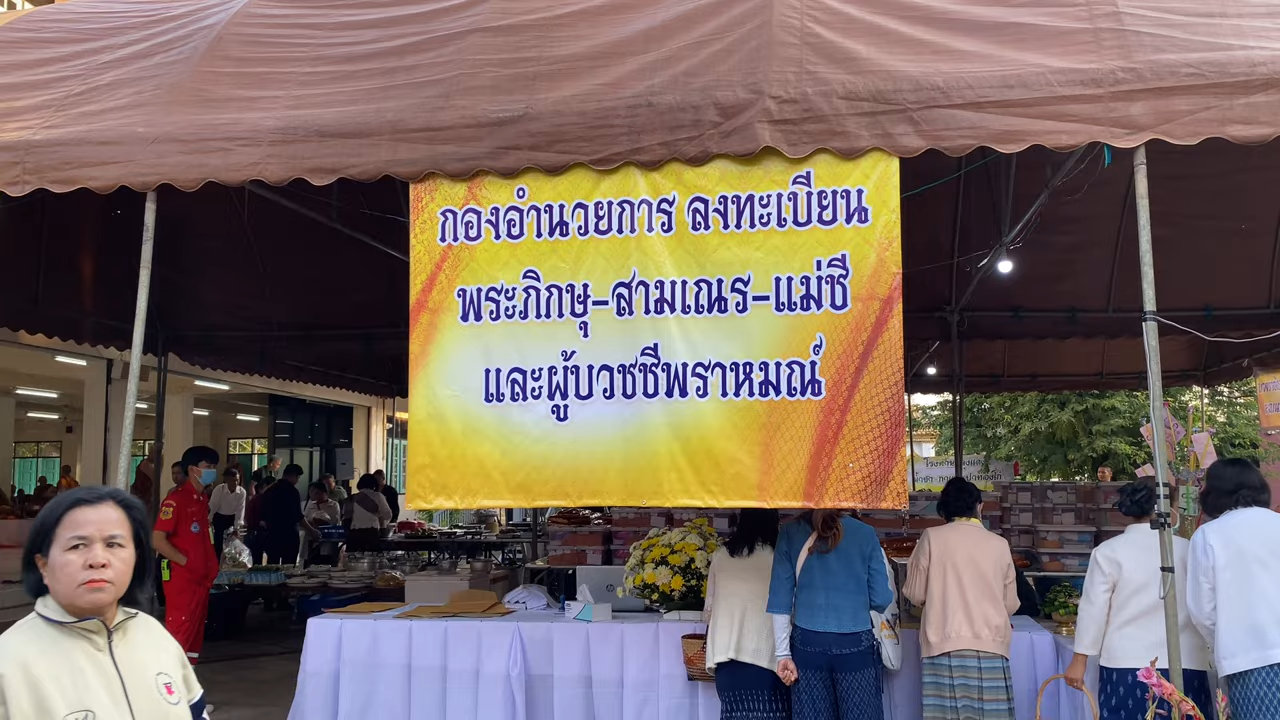 กองอำนวยการ ลงทะเบียน
พระภิกษุ-สามเณร-แม่ชี
และผู้บวชชีพราหมณ์
hp